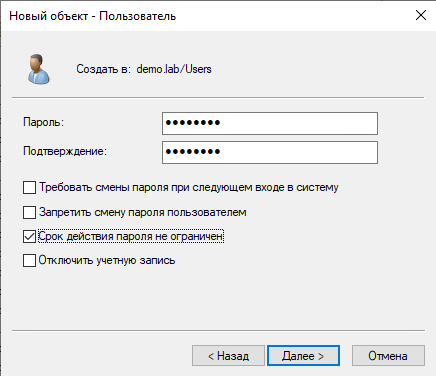 Новый объект - Пользователь
Создать в: demo.lab/Users
Пароль: ●●●●●●●●
Подтверждение: ●●●●●●●●
Требовать смены пароля при следующем входе в систему
Запретить смену пароля пользователем
Срок действия пароля не ограничен
Отключить учетную запись
< Назад Далее > Отмена